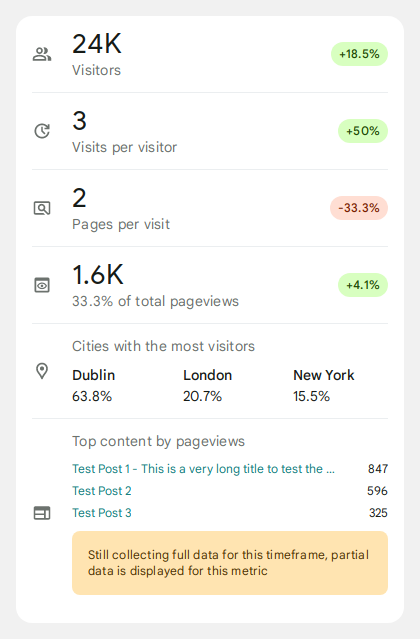 24K
+18.5%
Visitors
3
+50%
Visits per visitor
2
-33.3%
Pages per visit
1.6K
+4.1%
33.3% of total pageviews
Cities with the most visitors
Dublin London New York
63.8% 20.7% 15.5%
Top content by pageviews
Test Post 1 - This is a very long title to test the ... 847
Test Post 2 596
Test Post 3 325
Still collecting full data for this timeframe, partial
data is displayed for this metric